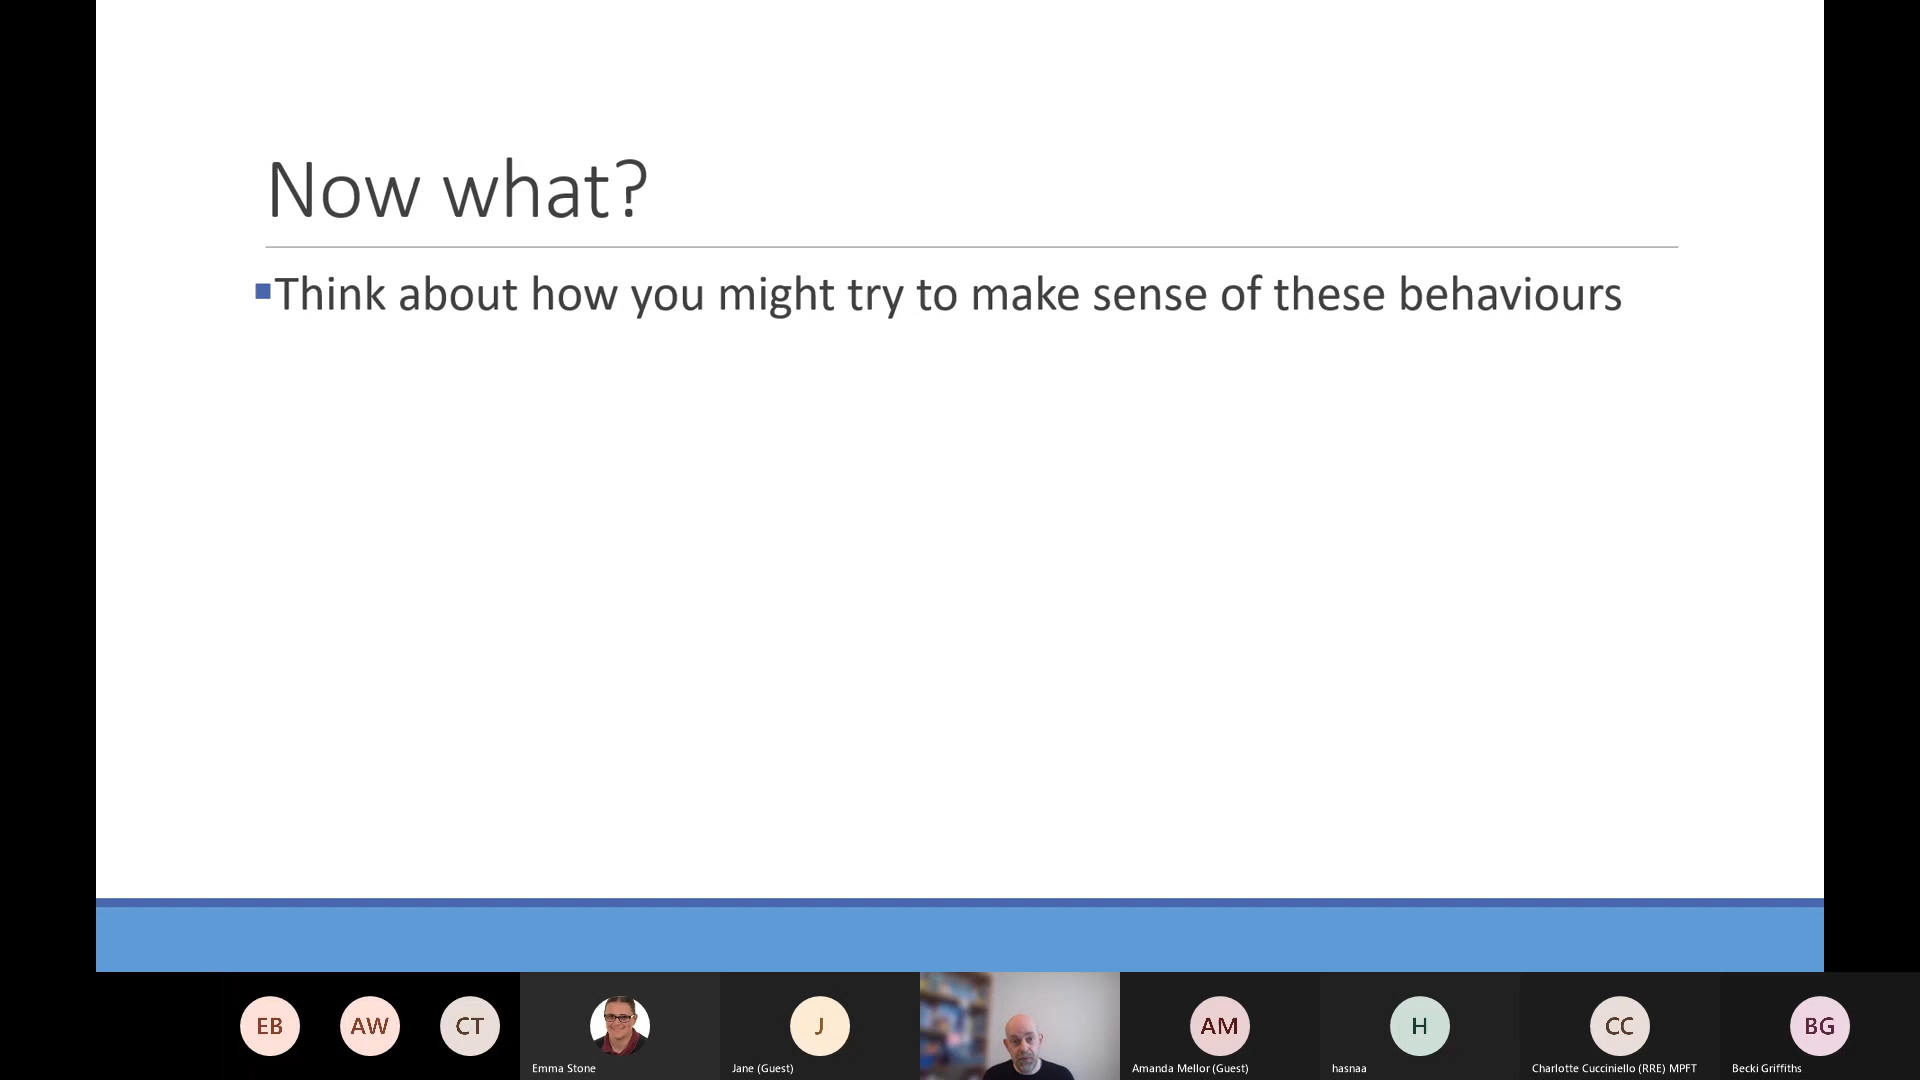 Now what?
Think about how you might try to make sense of these behaviours
EB
AW
CT
Emma Stone
J
Jane (Guest)
AM
Amanda Mellor (Guest)
H
hasnaa
CC
Charlotte Cucciniello (RRE) MPFT
BG
Becki Griffiths